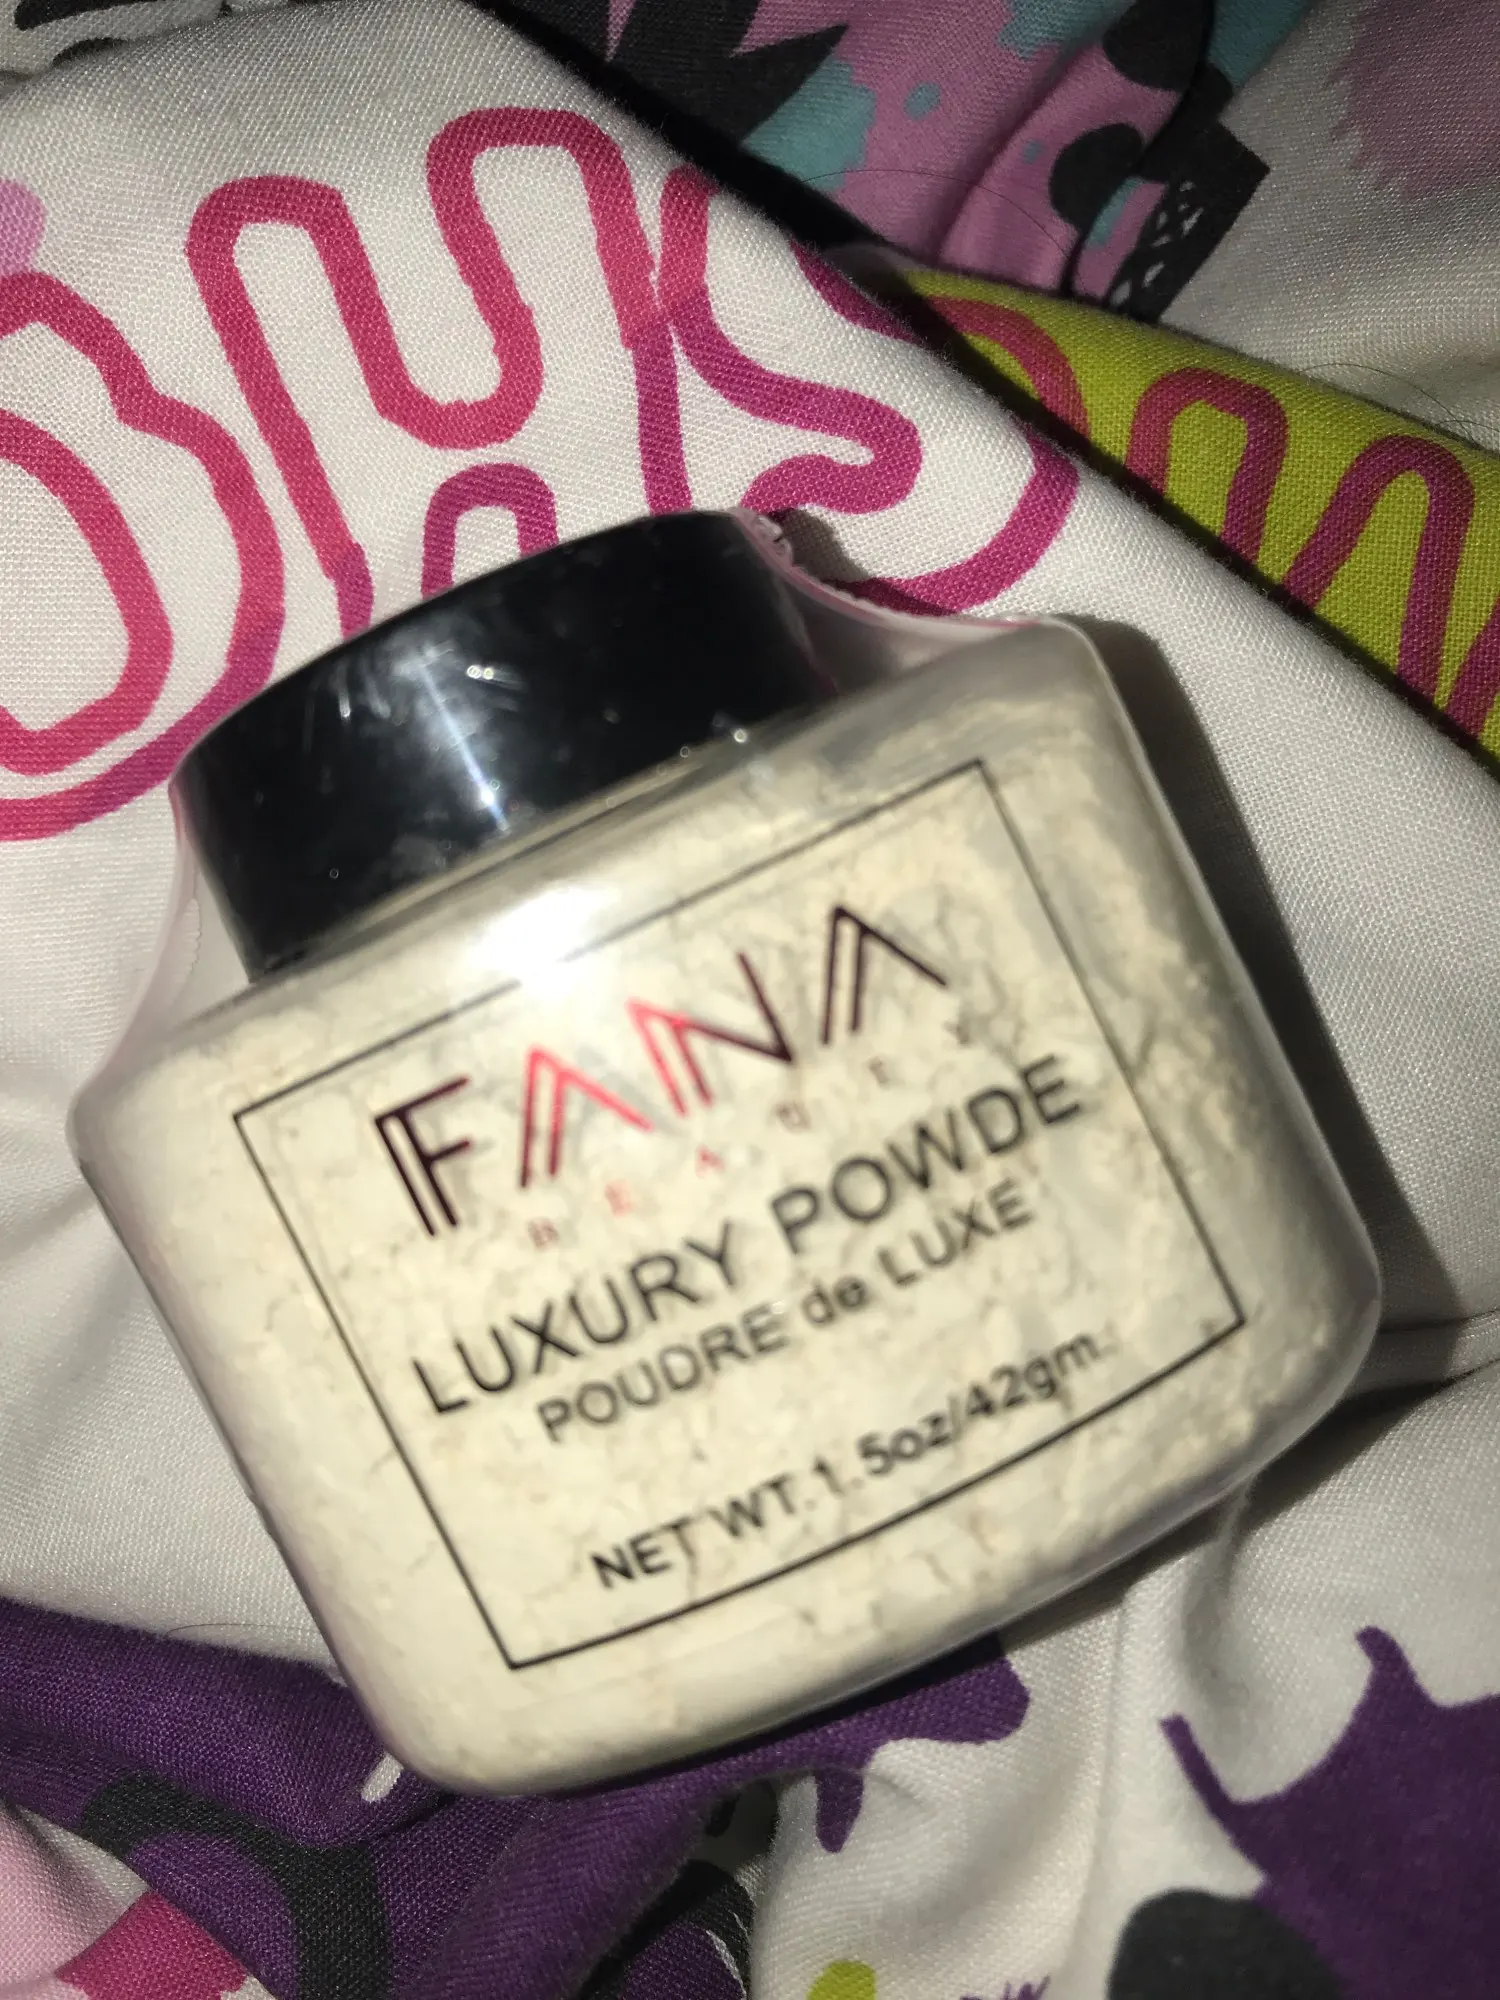 FANA
BEAUTY
LUXURY POWDE
POUDRE de LUXE
NET WT.1.5oz/42gm.